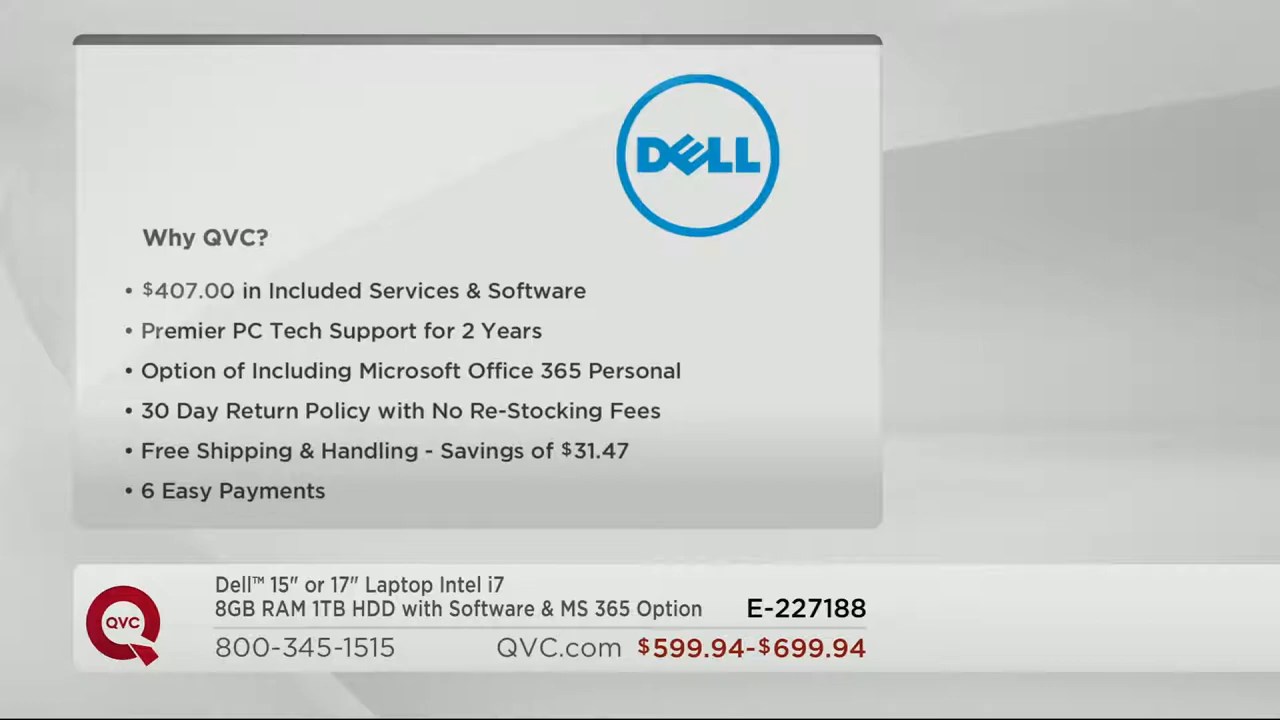 DELL
Why QVC?
• $407.00 in Included Services & Software
• Premier PC Tech Support for 2 Years
• Option of Including Microsoft Office 365 Personal
• 30 Day Return Policy with No Re-Stocking Fees
• Free Shipping & Handling - Savings of $31.47
• 6 Easy Payments
QVC
Dell™ 15" or 17" Laptop Intel i7
8GB RAM 1TB HDD with Software & MS 365 Option E-227188
800-345-1515 QVC.com $599.94-$699.94